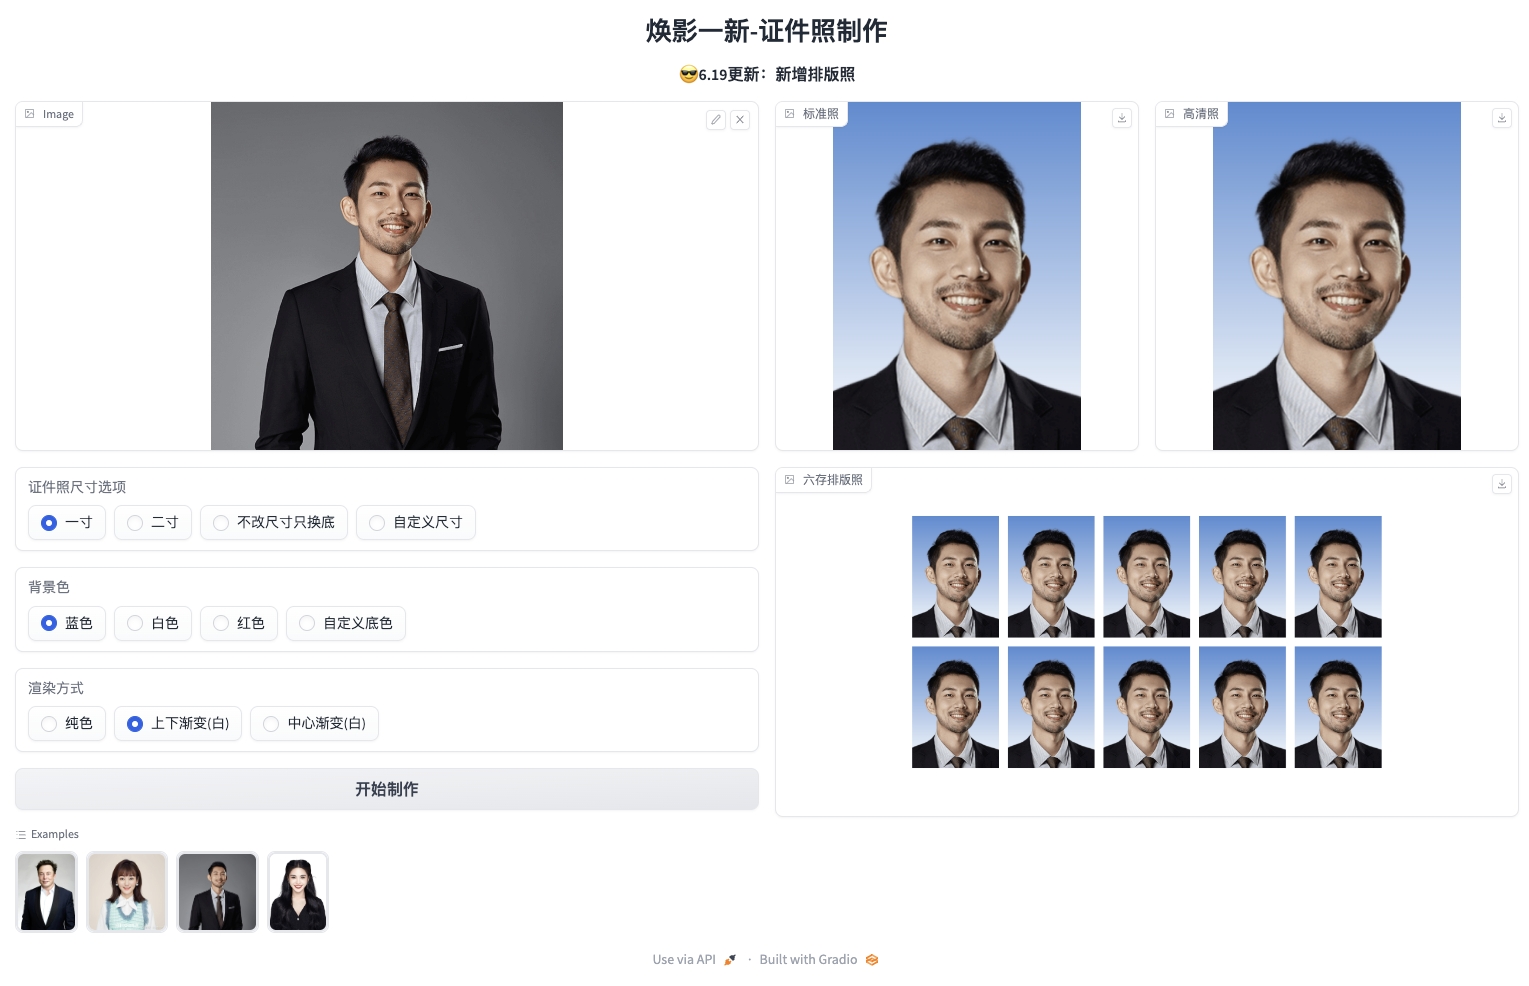 焕影一新-证件照制作
😎6.19更新：新增排版照
Image
标准照
高清照
证件照尺寸选项
一寸
二寸
不改尺寸只换底
自定义尺寸
六存排版照
背景色
蓝色
白色
红色
自定义底色
渲染方式
纯色
上下渐变(白)
中心渐变(白)
开始制作
Examples
Use via API 🚀 · Built with Gradio